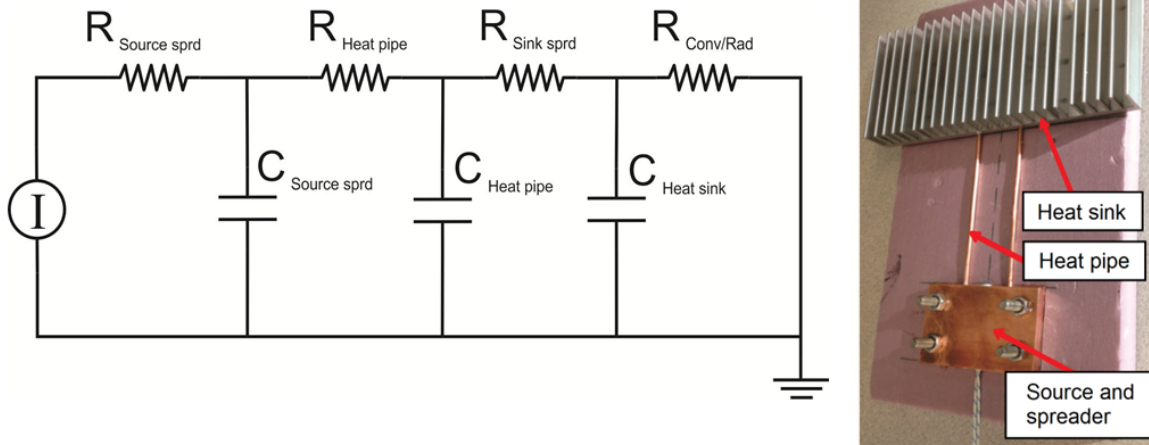 R Source sprd
R Heat pipe
R Sink sprd
R Conv/Rad
I
C Source sprd
C Heat pipe
C Heat sink
Heat sink
Heat pipe
Source and
spreader